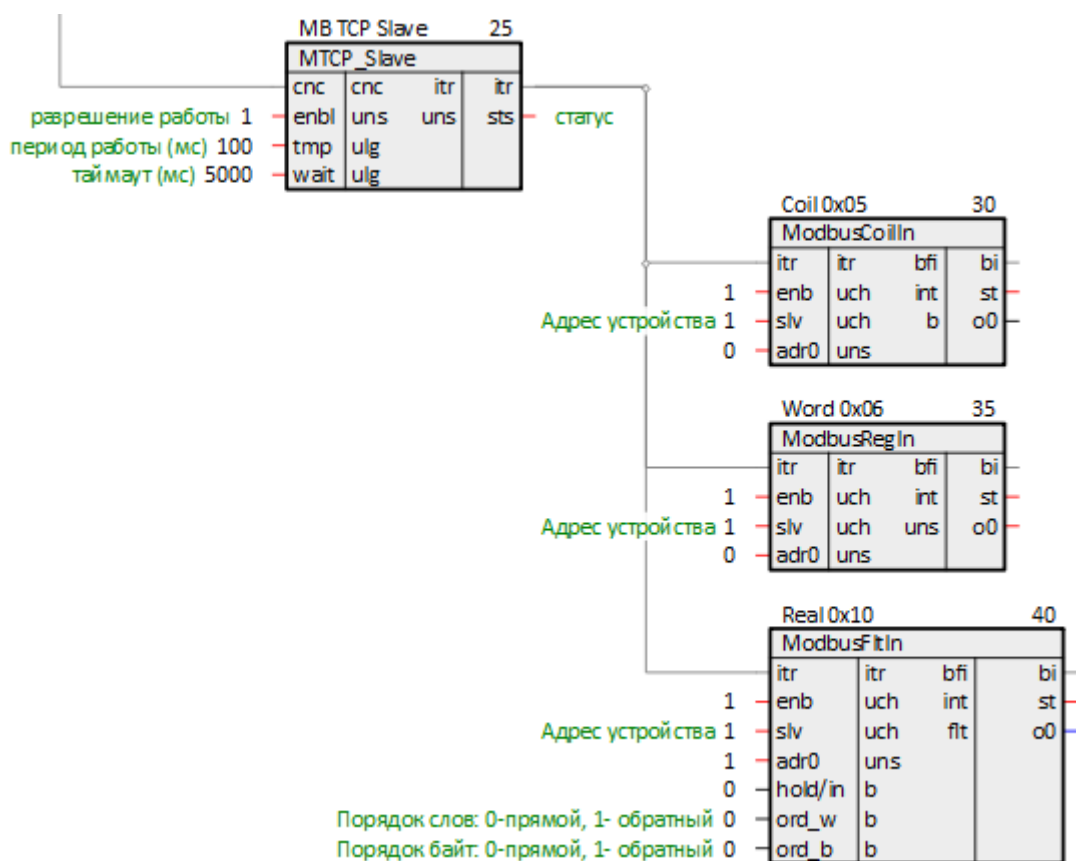 MB TCP Slave 25
MTCP_Slave
cnc cnc itr itr
разрешение работы 1 enbl uns uns sts статус
период работы (мс) 100 tmp ulg
таймаут (мс) 5000 wait ulg
Coil 0x05 30
ModbusCoilIn
itr itr bfi bi
1 enb uch int st
Адрес устройства 1 slv uch b o0
0 adr0 uns
Word 0x06 35
ModbusRegIn
itr itr bfi bi
1 enb uch int st
Адрес устройства 1 slv uch uns o0
0 adr0 uns
Real 0x10 40
ModbusFltIn
itr itr bfi bi
1 enb uch int st
Адрес устройства 1 slv uch flt o0
1 adr0 uns
0 hold/in b
Порядок слов: 0-прямой, 1- обратный 0 ord_w b
Порядок байт: 0-прямой, 1- обратный 0 ord_b b